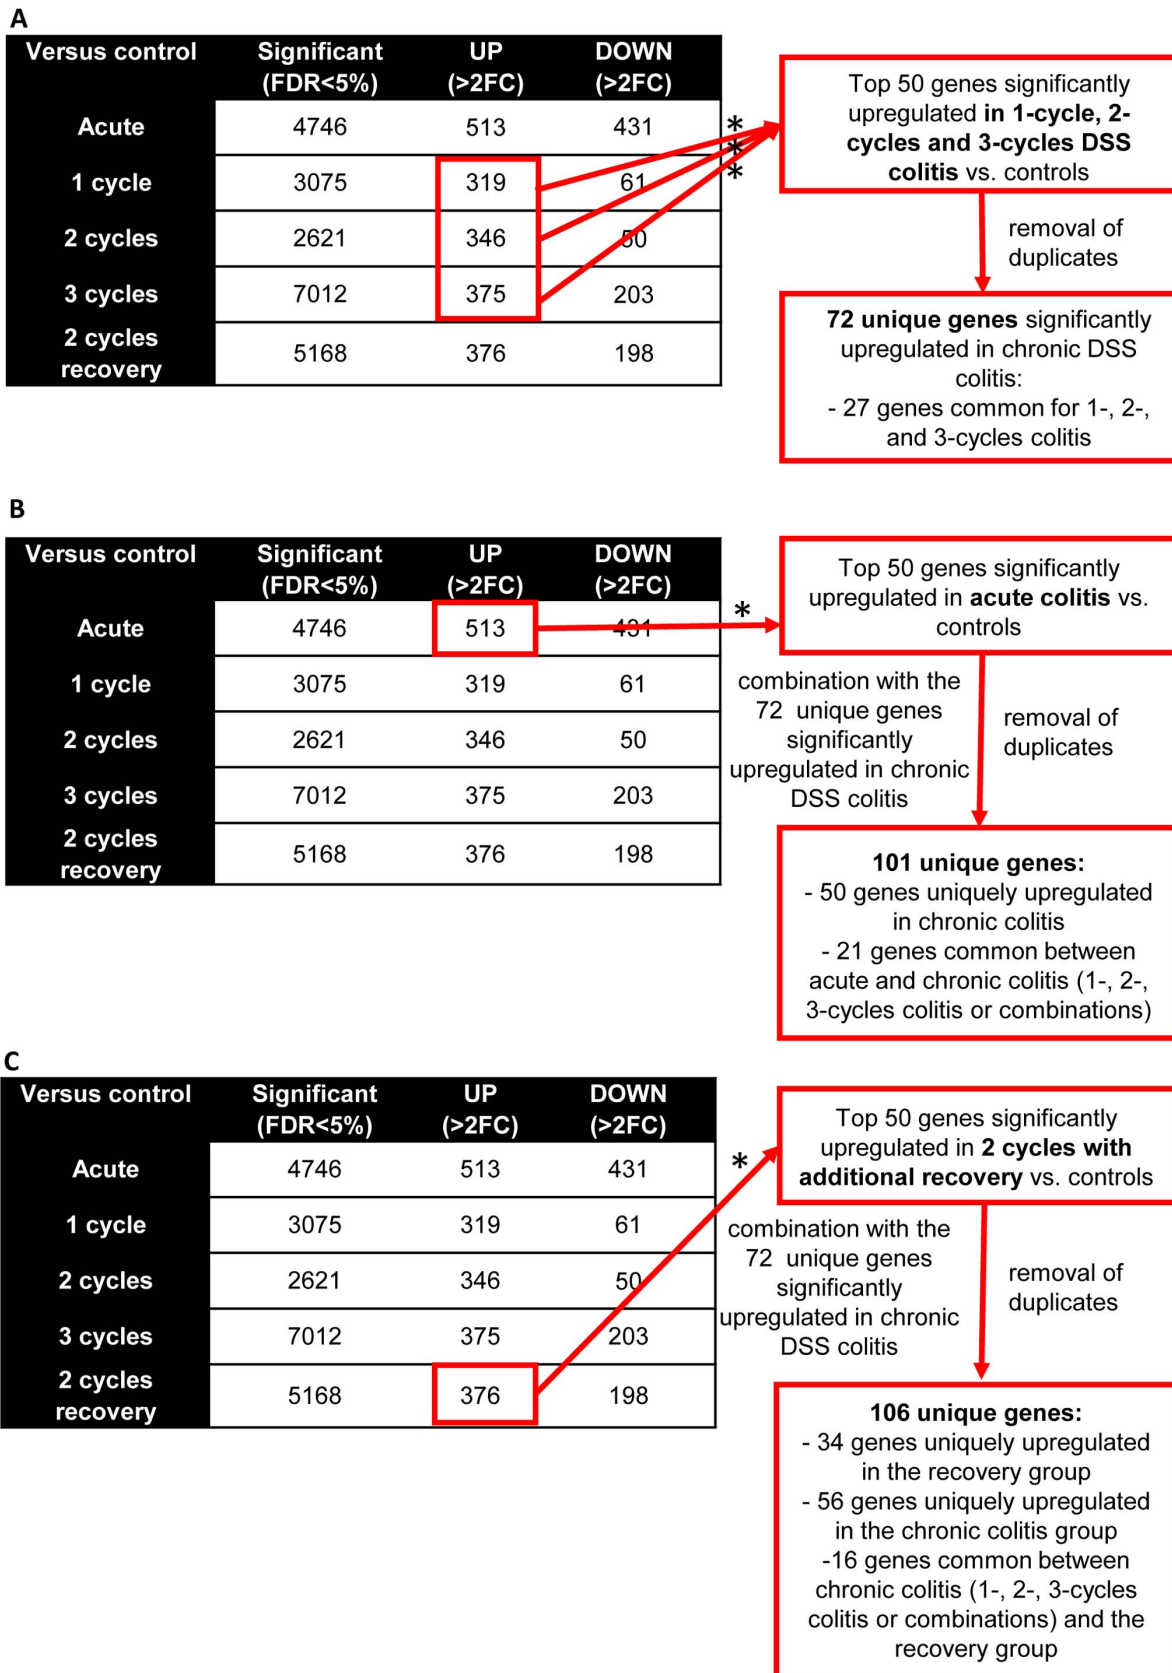 A
Versus control Significant (FDR<5%) UP (>2FC) DOWN (>2FC)
Acute 4746 513 431
1 cycle 3075 319 61
2 cycles 2621 346 50
3 cycles 7012 375 203
2 cycles recovery 5168 376 198
*
*
*
Top 50 genes significantly
upregulated in 1-cycle, 2-
cycles and 3-cycles DSS
colitis vs. controls
removal of
duplicates
72 unique genes significantly
upregulated in chronic DSS
colitis:
- 27 genes common for 1-, 2-,
and 3-cycles colitis
B
Versus control Significant (FDR<5%) UP (>2FC) DOWN (>2FC)
Acute 4746 513 431
1 cycle 3075 319 61
2 cycles 2621 346 50
3 cycles 7012 375 203
2 cycles recovery 5168 376 198
*
Top 50 genes significantly
upregulated in acute colitis vs.
controls
combination with the
72 unique genes
significantly
upregulated in chronic
DSS colitis
removal of
duplicates
101 unique genes:
- 50 genes uniquely upregulated
in chronic colitis
- 21 genes common between
acute and chronic colitis (1-, 2-,
3-cycles colitis or combinations)
C
Versus control Significant (FDR<5%) UP (>2FC) DOWN (>2FC)
Acute 4746 513 431
1 cycle 3075 319 61
2 cycles 2621 346 50
3 cycles 7012 375 203
2 cycles recovery 5168 376 198
*
Top 50 genes significantly
upregulated in 2 cycles with
additional recovery vs. controls
combination with the
72 unique genes
significantly
upregulated in chronic
DSS colitis
removal of
duplicates
106 unique genes:
- 34 genes uniquely upregulated
in the recovery group
- 56 genes uniquely upregulated
in the chronic colitis group
-16 genes common between
chronic colitis (1-, 2-, 3-cycles
colitis or combinations) and the
recovery group